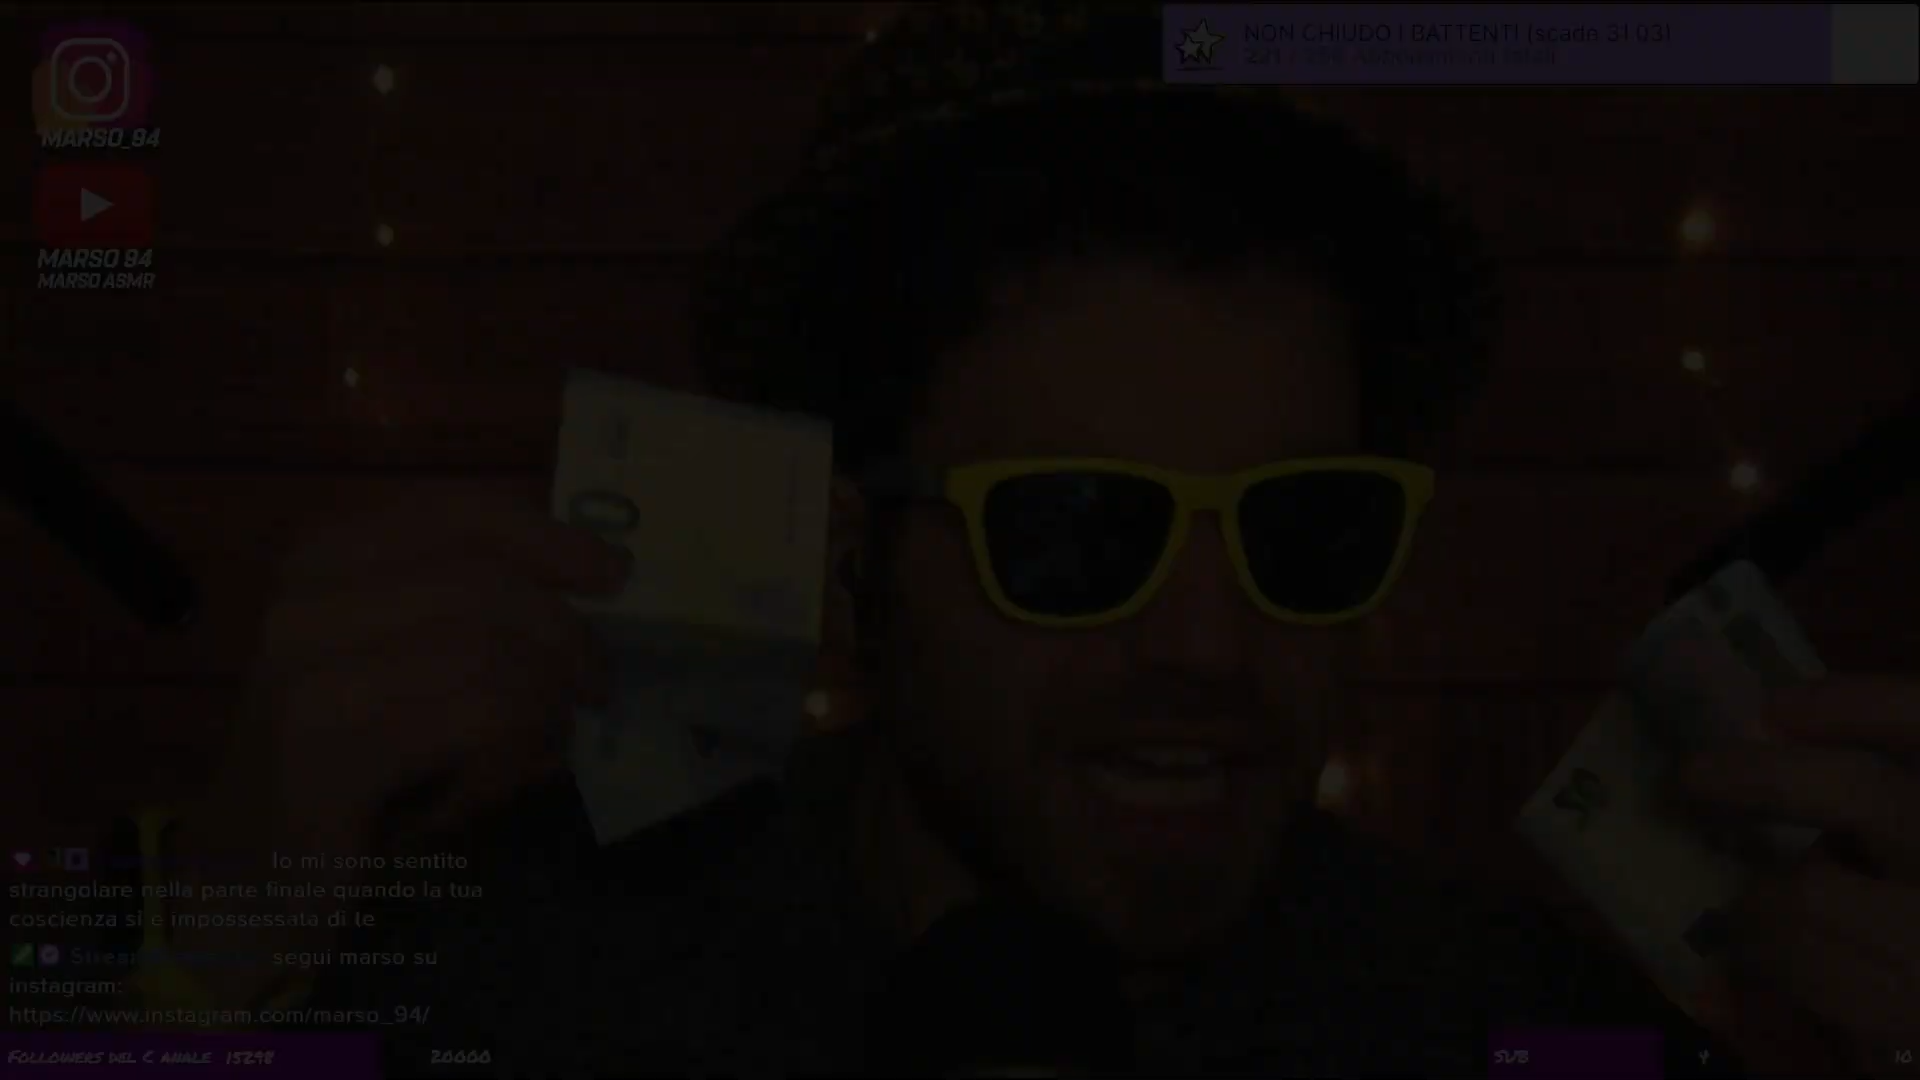 NON CHIUDO I BATTENTI (scade 31 03)
MARSO_94
MARSO 94
MARSO ASMR
Io mi sono sentito
strangolare nella parte finale quando la tua
coscienza si e impossessata di te
segui marso su
instagram:
https://www.instagram.com/marso_94/
FOLLOWERS DEL CANALE 15298 20000
SUB 4 10